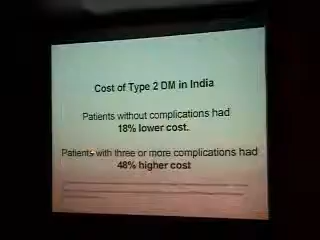 Cost of Type 2 DM in India
Patients without complications had
18% lower cost.
Patients with three or more complications had
48% higher cost